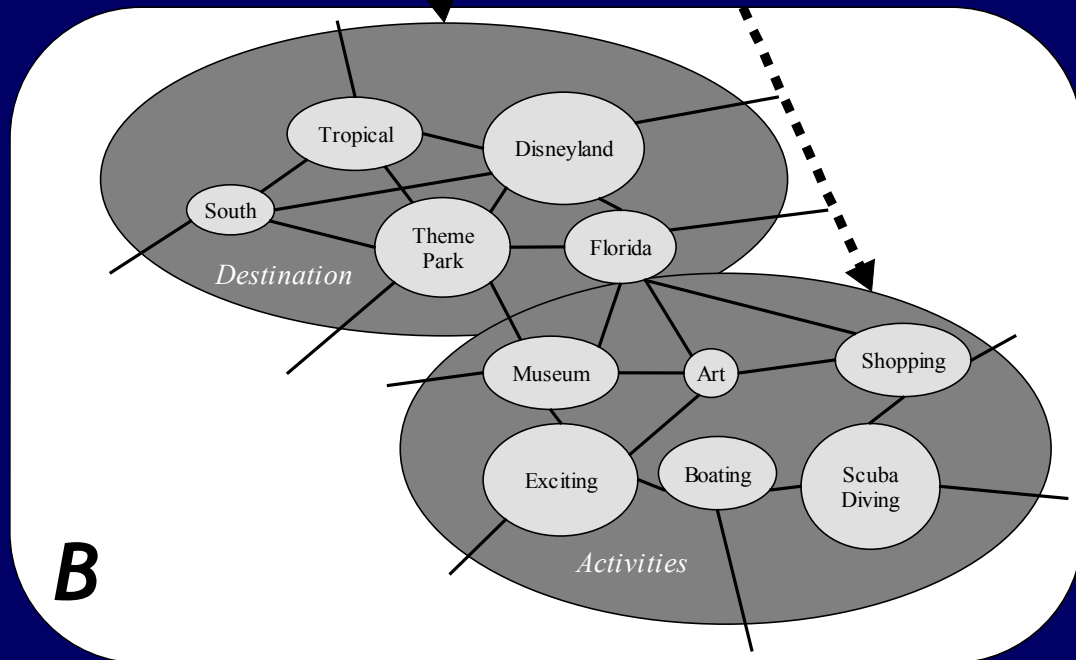 Tropical
Disneyland
South
Theme
Park
Florida
Destination
Museum
Art
Shopping
Exciting
Boating
Scuba
Diving
Activities
B